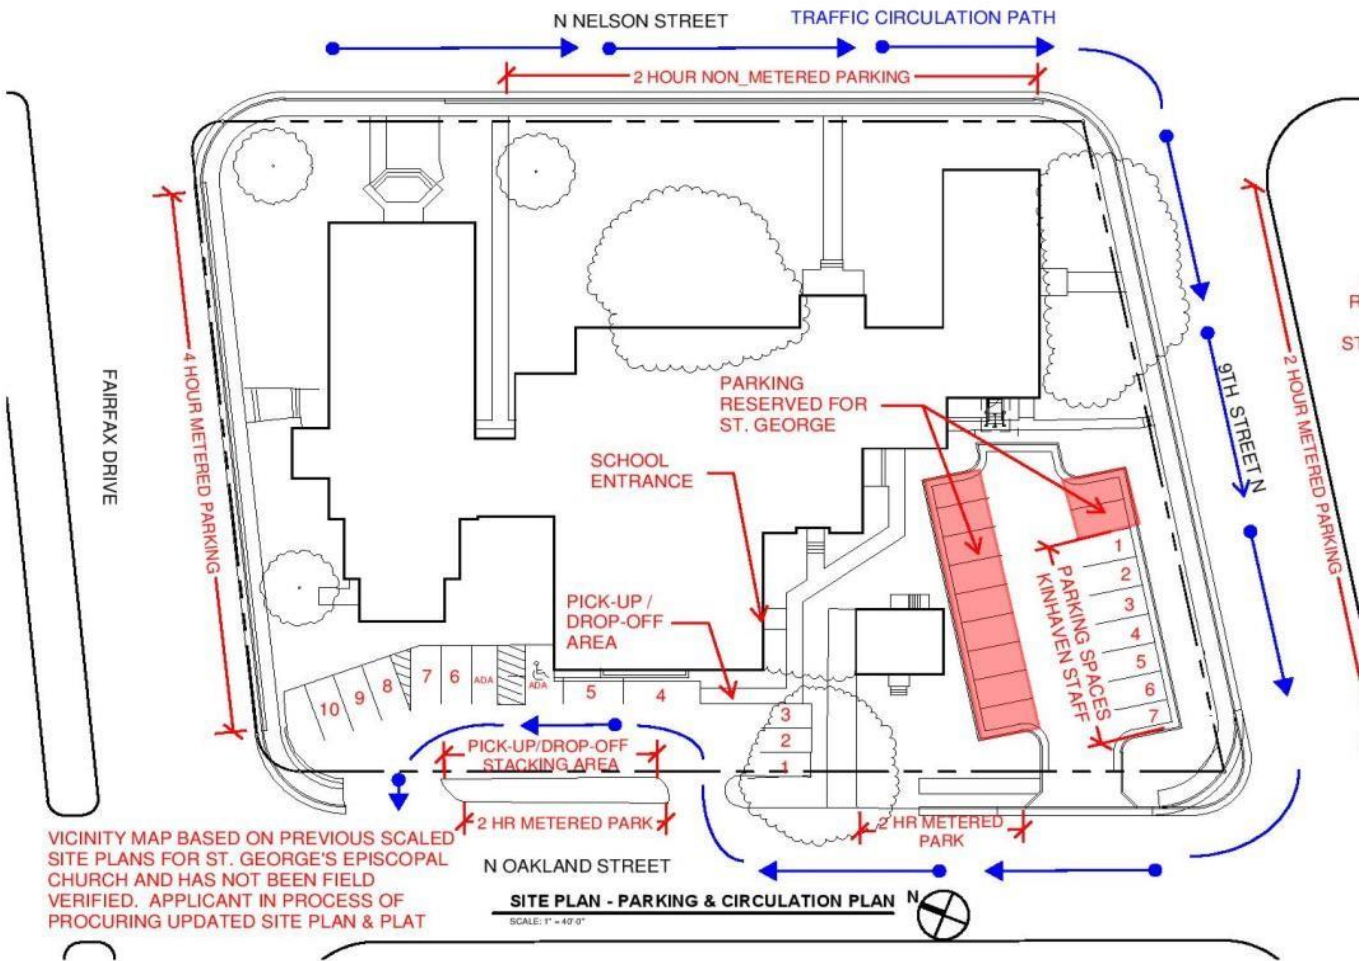 N NELSON STREET
TRAFFIC CIRCULATION PATH
2 HOUR NON_METERED PARKING
4 HOUR METERED PARKING
FAIRFAX DRIVE
PARKING
RESERVED FOR
ST. GEORGE
SCHOOL
ENTRANCE
PICK-UP /
DROP-OFF
AREA
9TH STREET N
2 HOUR METERED PARKING
ST
1
2
3
4
5
6
7
PARKING SPACES
KINHAVEN STAFF
10
9
8
7
6
ADA
ADA
5
4
3
2
1
PICK-UP/DROP-OFF
STACKING AREA
2 HR METERED PARK
2 HR METERED
PARK
N OAKLAND STREET
VICINITY MAP BASED ON PREVIOUS SCALED
SITE PLANS FOR ST. GEORGE'S EPISCOPAL
CHURCH AND HAS NOT BEEN FIELD
VERIFIED. APPLICANT IN PROCESS OF
PROCURING UPDATED SITE PLAN & PLAT
SITE PLAN - PARKING & CIRCULATION PLAN
N
SCALE: 1" = 40'0"